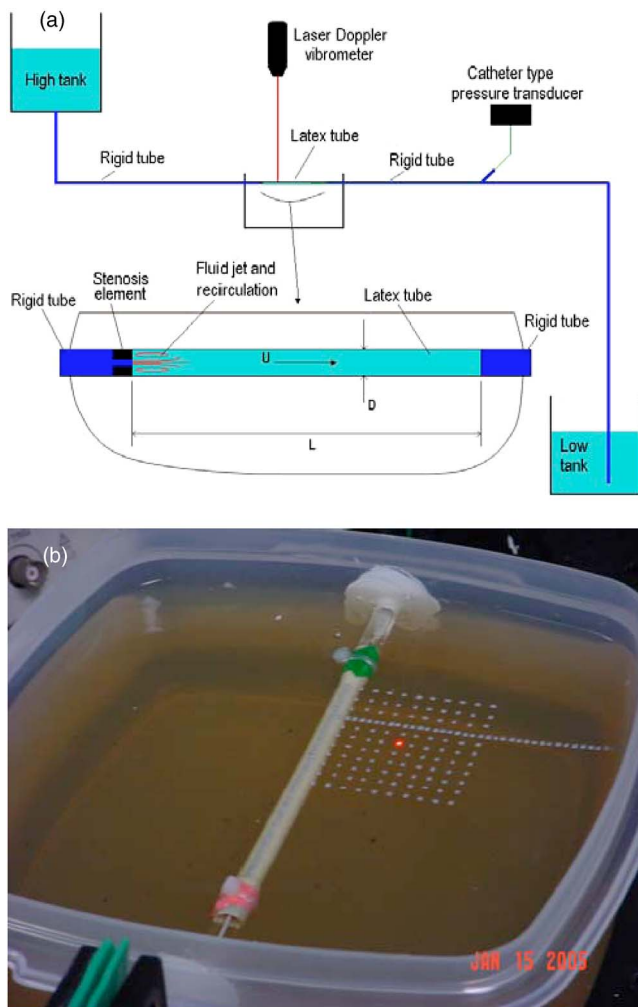 (a)
Laser Doppler
vibrometer
High tank
Catheter type
pressure transducer
Latex tube
Rigid tube
Rigid tube
Fluid jet and
recirculation
Stenosis
element
Latex tube
Rigid tube
Rigid tube
U
D
L
Low
tank
(b)
JAN 15 2005